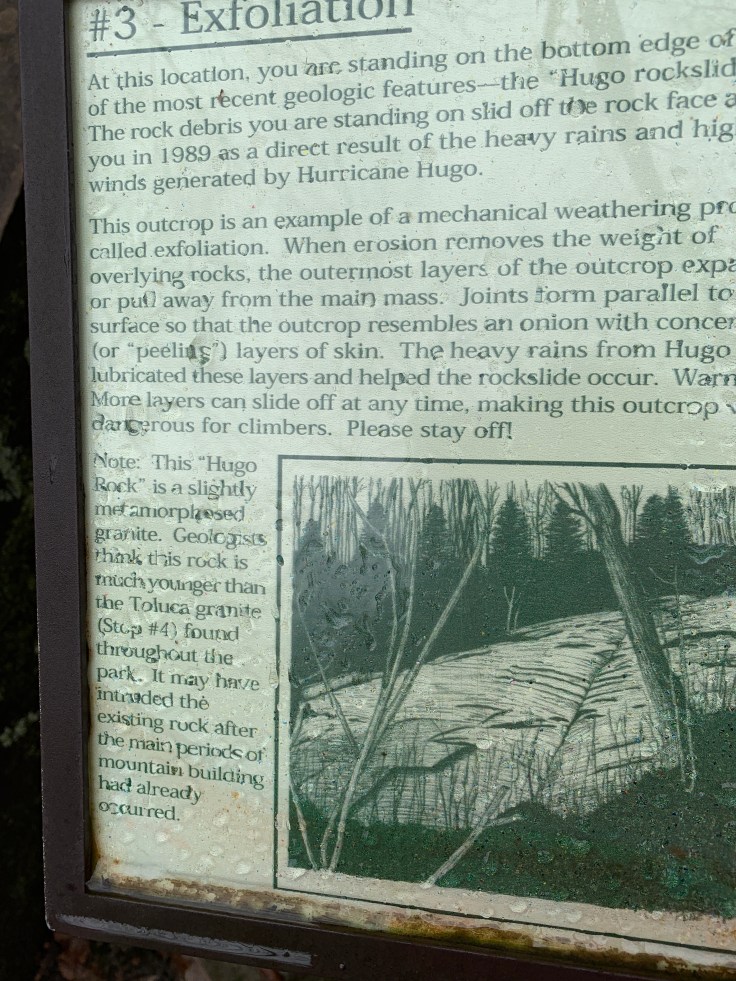 #3 - Exfoliation
At this location, you are standing on the bottom edge of
of the most recent geologic features—the "Hugo rockslid
The rock debris you are standing on slid off the rock face a
you in 1989 as a direct result of the heavy rains and hig
winds generated by Hurricane Hugo.
This outcrop is an example of a mechanical weathering pro
called exfoliation. When erosion removes the weight of
overlying rocks, the outermost layers of the outcrop expa
or pull away from the main mass. Joints form parallel to
surface so that the outcrop resembles an onion with concen
(or "peeling") layers of skin. The heavy rains from Hugo
lubricated these layers and helped the rockslide occur. Warn
More layers can slide off at any time, making this outcrop v
dangerous for climbers. Please stay off!
Note: This "Hugo
Rock" is a slightly
metamorphosed
granite. Geologists
think this rock is
much younger than
the Toluca granite
(Stop #4) found
throughout the
park. It may have
intruded the
existing rock after
the main periods of
mountain building
had already
occurred.